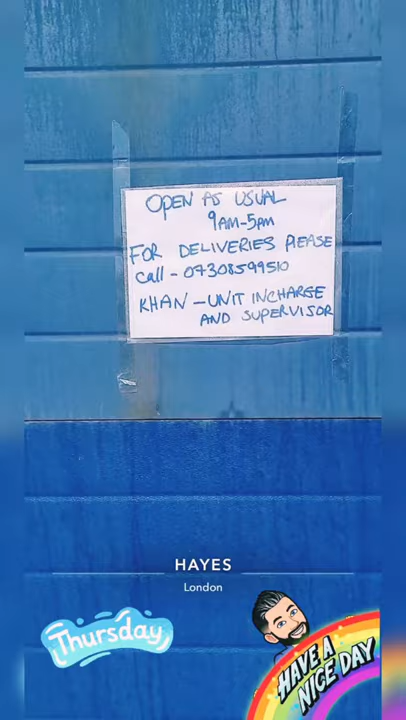 OPEN AS USUAL
9AM-5PM
FOR DELIVERIES PLEASE
Call - 07308599510
KHAN - UNIT INCHARGE
AND SUPERVISOR
HAYES
London
Thursday
HAVE A
NICE DAY